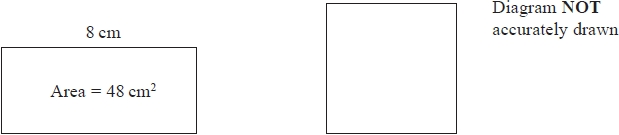 8 cm
Area = 48 cm²
Diagram NOT
accurately drawn